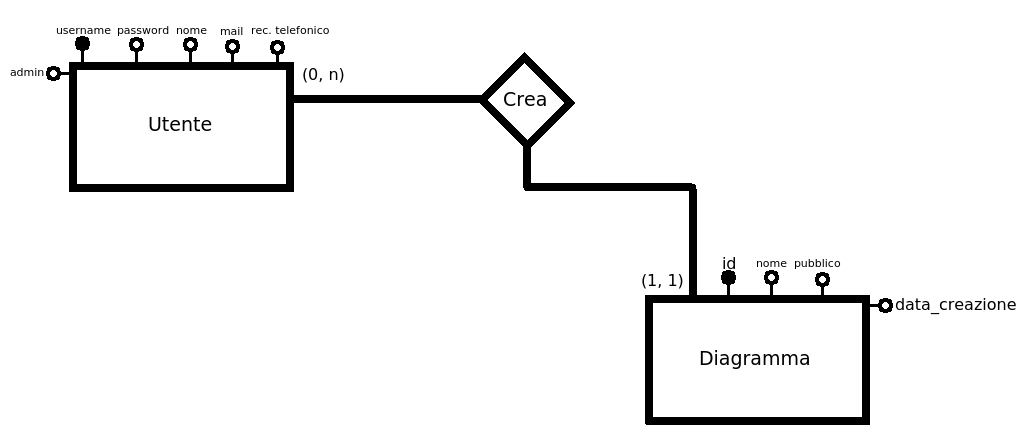 username password nome mail rec. telefonico
admin
(0, n)
Crea
Utente
id nome pubblico
(1, 1)
data_creazione
Diagramma